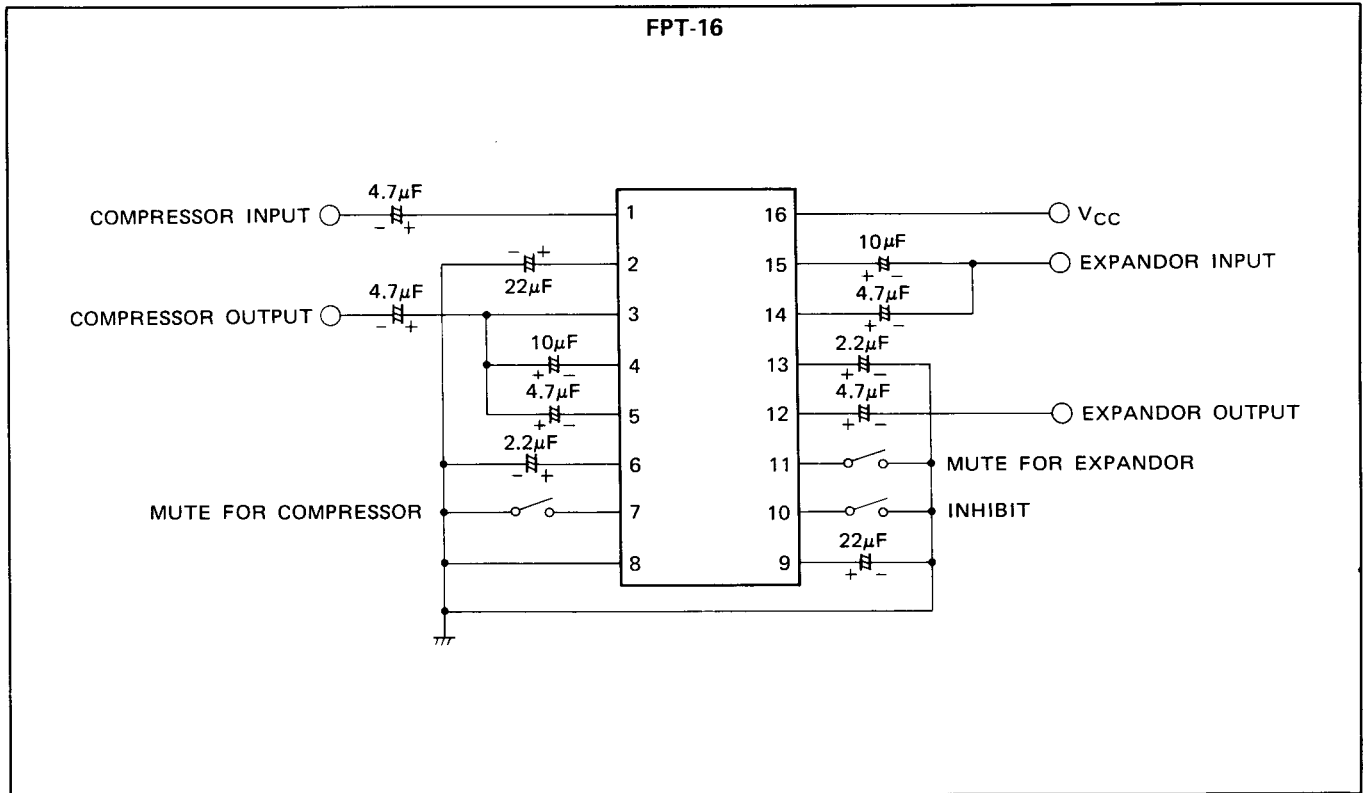 FPT-16
4.7μF
COMPRESSOR INPUT
- +
1
16
VCC
- +
22μF
2
10μF
15
+ -
EXPANDOR INPUT
4.7μF
COMPRESSOR OUTPUT
- +
3
4.7μF
14
+ -
10μF
+ -
4
2.2μF
13
+ -
4.7μF
+ -
5
4.7μF
12
+ -
EXPANDOR OUTPUT
2.2μF
- +
6
11
MUTE FOR EXPANDOR
MUTE FOR COMPRESSOR
7
10
INHIBIT
8
22μF
9
+ -